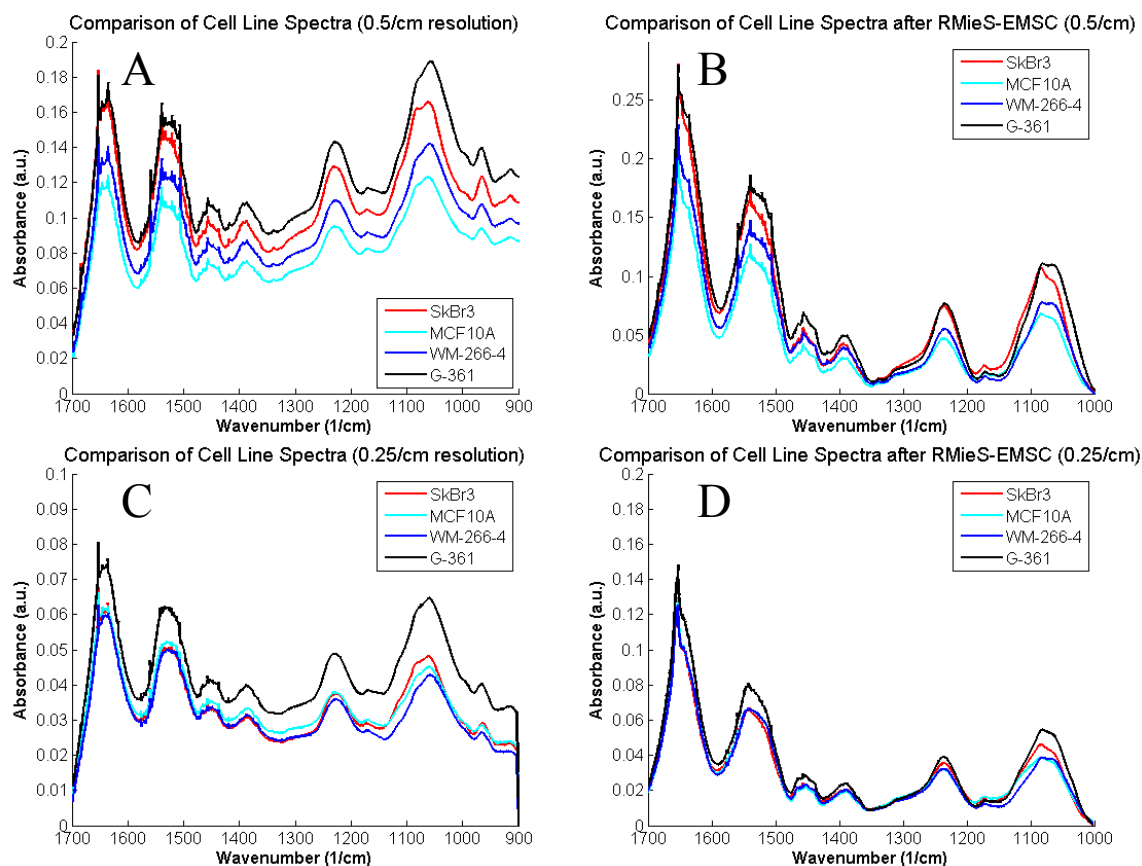 Comparison of Cell Line Spectra (0.5/cm resolution)
A
Absorbance (a.u.)
0.2
0.18
0.16
0.14
0.12
0.1
0.08
0.06
0.04
0.02
0
SkBr3
MCF10A
WM-266-4
G-361
1700 1600 1500 1400 1300 1200 1100 1000 900
Wavenumber (1/cm)
Comparison of Cell Line Spectra after RMieS-EMSC (0.5/cm)
B
Absorbance (a.u.)
0.25
0.2
0.15
0.1
0.05
0
SkBr3
MCF10A
WM-266-4
G-361
1700 1600 1500 1400 1300 1200 1100 1000
Wavenumber (1/cm)
Comparison of Cell Line Spectra (0.25/cm resolution)
C
Absorbance (a.u.)
0.1
0.09
0.08
0.07
0.06
0.05
0.04
0.03
0.02
0.01
0
SkBr3
MCF10A
WM-266-4
G-361
1700 1600 1500 1400 1300 1200 1100 1000 900
Wavenumber (1/cm)
Comparison of Cell Line Spectra after RMieS-EMSC (0.25/cm)
D
Absorbance (a.u.)
0.2
0.18
0.16
0.14
0.12
0.1
0.08
0.06
0.04
0.02
0
SkBr3
MCF10A
WM-266-4
G-361
1700 1600 1500 1400 1300 1200 1100 1000
Wavenumber (1/cm)